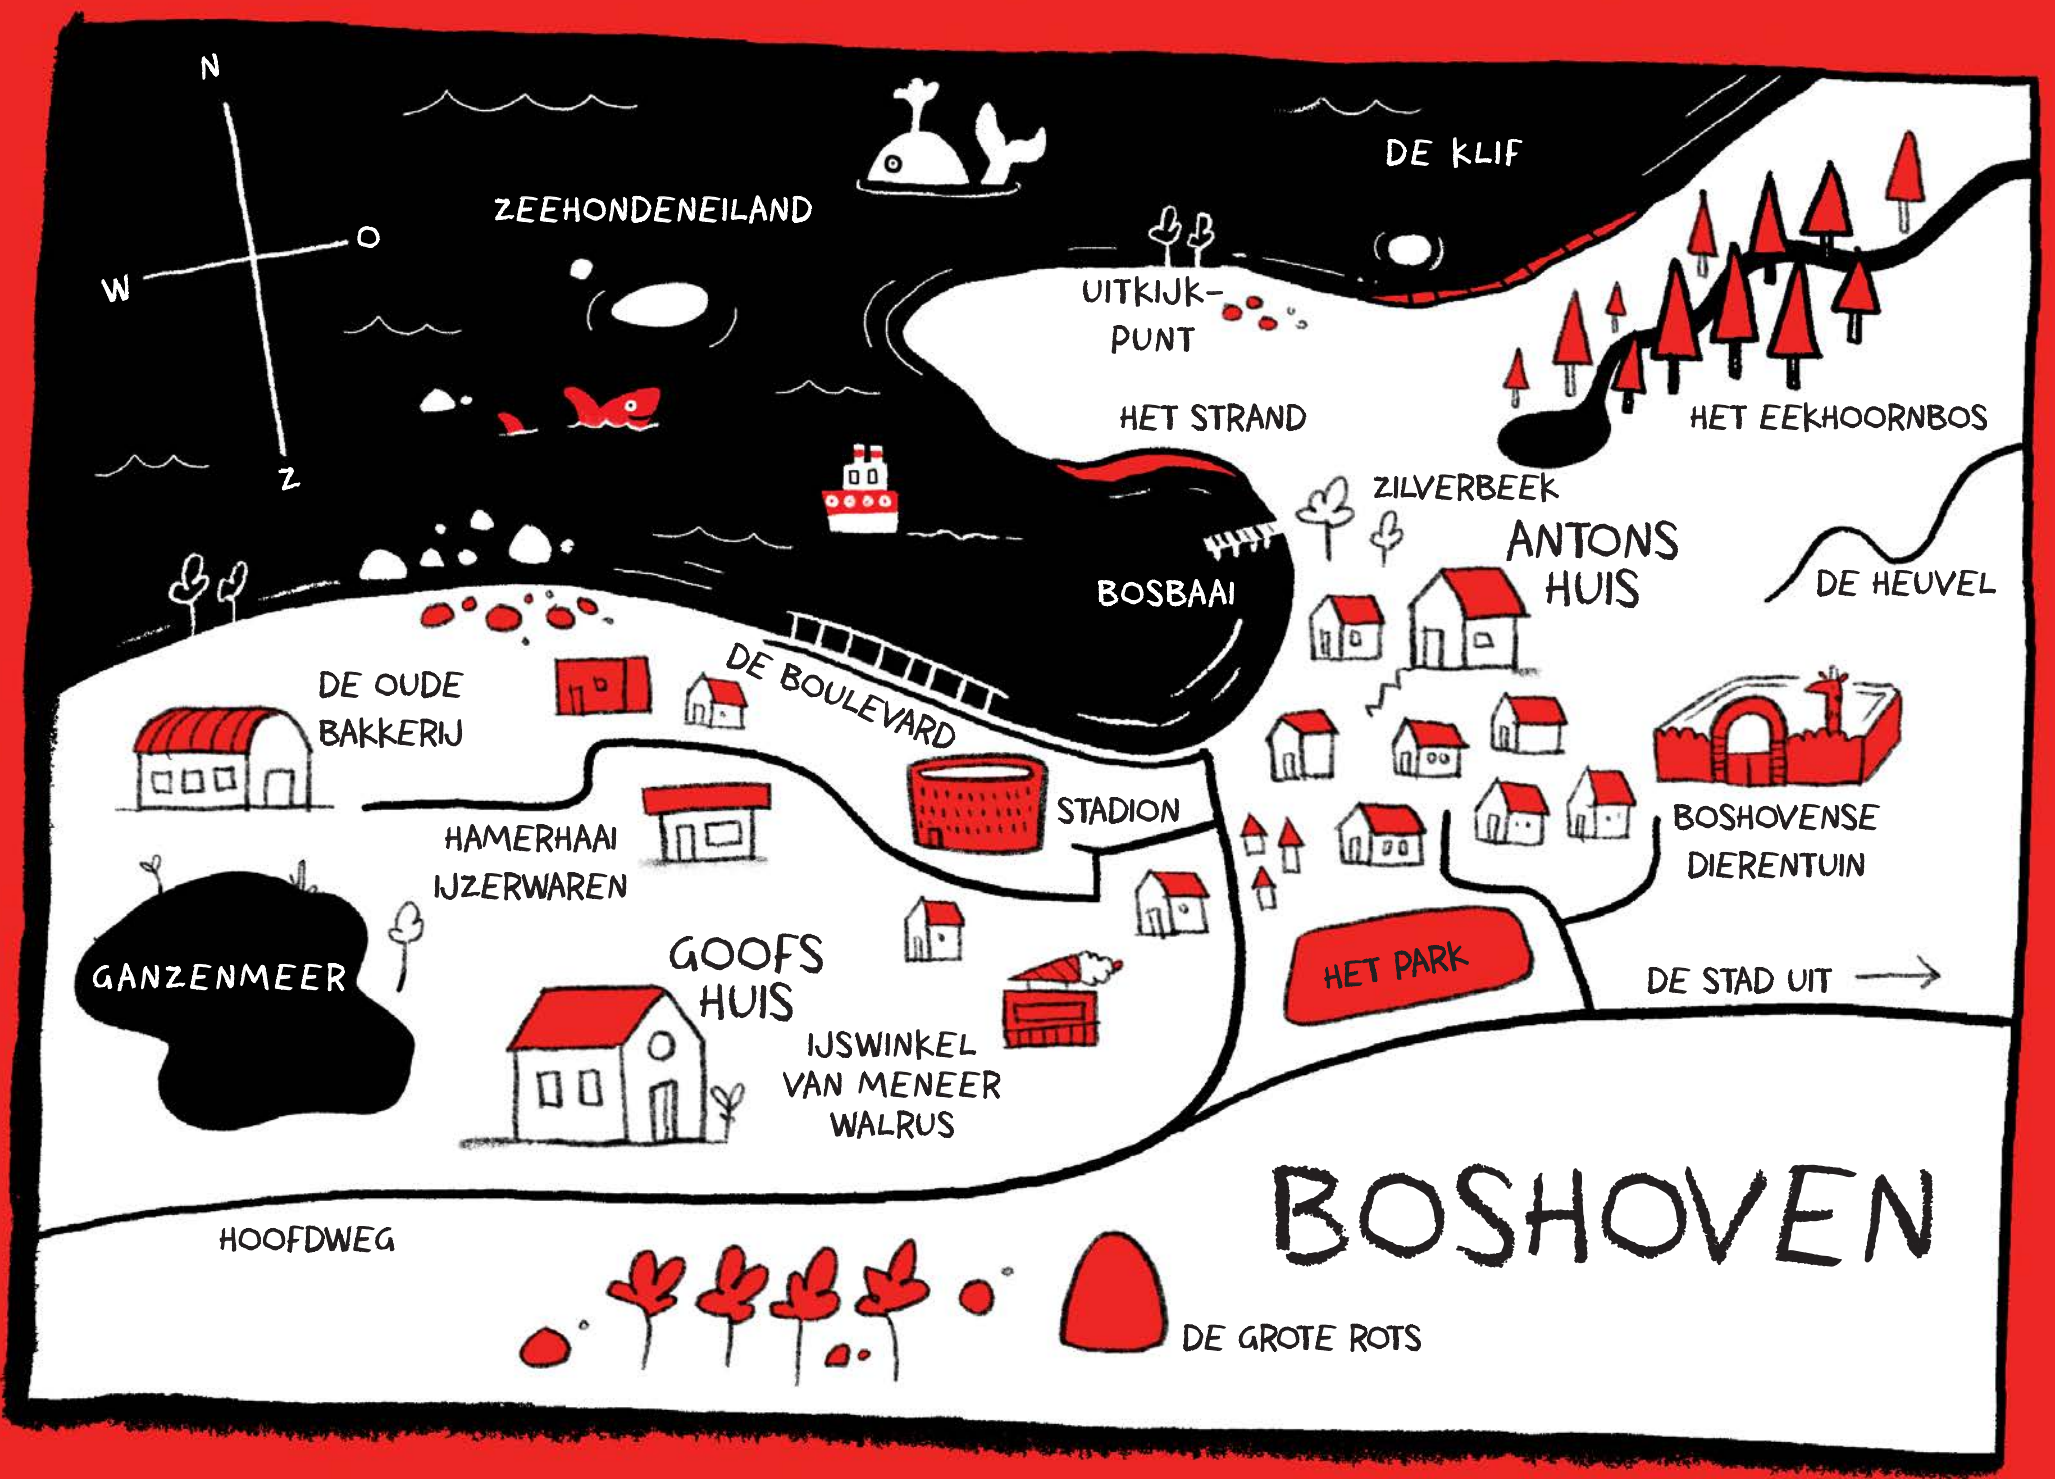 N
W
O
Z
ZEEHONDENEILAND
DE KLIF
UITKIJK-
PUNT
HET STRAND
HET EEKHOORNBOS
ZILVERBEEK
ANTONS
HUIS
DE HEUVEL
BOSBAAI
DE OUDE
BAKKERIJ
DE BOULEVARD
HAMERHAAI
IJZERWAREN
STADION
BOSHOVENSE
DIERENTUIN
GANZENMEER
GOOFS
HUIS
HET PARK
DE STAD UIT
IJSWINKEL
VAN MENEER
WALRUS
HOOFDWEG
BOSHOVEN
DE GROTE ROTS